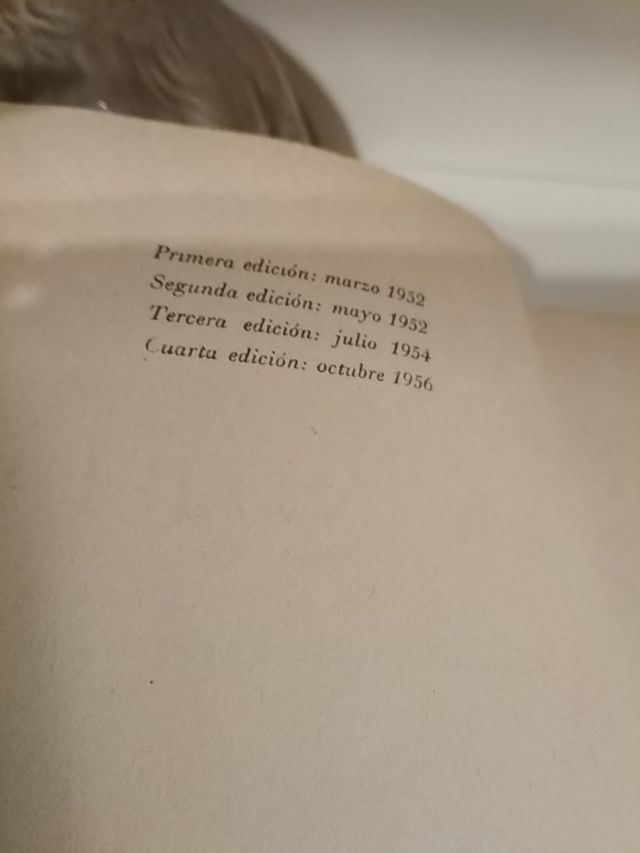 Primera edición: marzo 1952
Segunda edición: mayo 1952
Tercera edición: julio 1954
Cuarta edición: octubre 1956